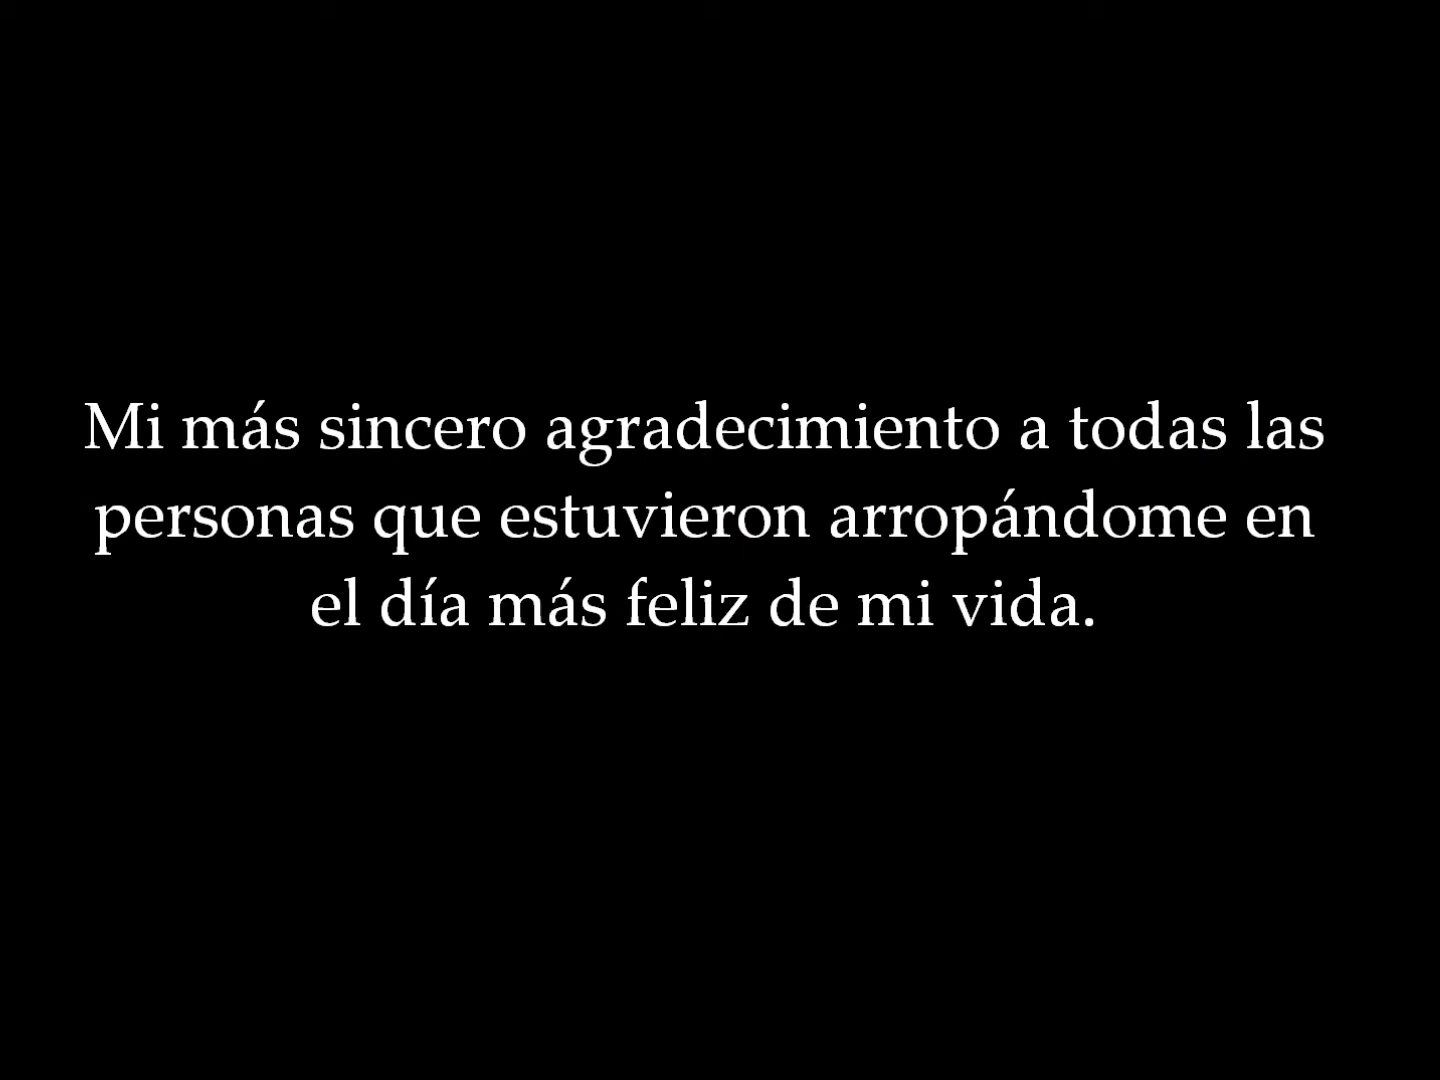 Mi más sincero agradecimiento a todas las
personas que estuvieron arropándome en
el día más feliz de mi vida.